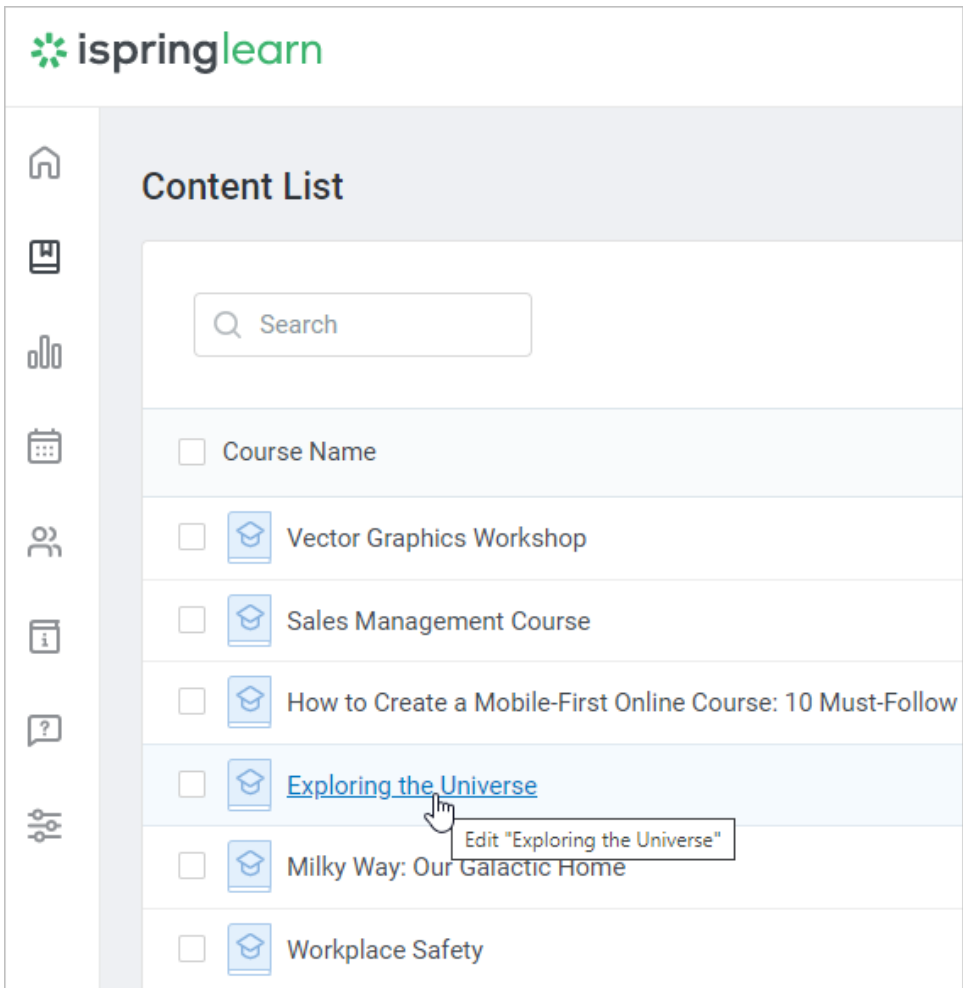 ispringlearn
Content List
Search
Course Name
Vector Graphics Workshop
Sales Management Course
How to Create a Mobile-First Online Course: 10 Must-Follow
Exploring the Universe
Edit "Exploring the Universe"
Milky Way: Our Galactic Home
Workplace Safety